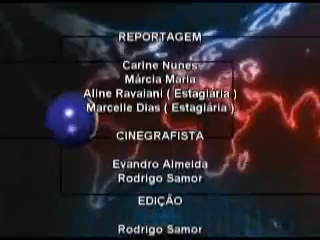 REPORTAGEM
Carine Nunes
Márcia Maria
Aline Ravaiani ( Estagiária )
Marcelle Dias ( Estagiária )
CINEGRAFISTA
Evandro Almeida
Rodrigo Samor
EDIÇÃO
Rodrigo Samor